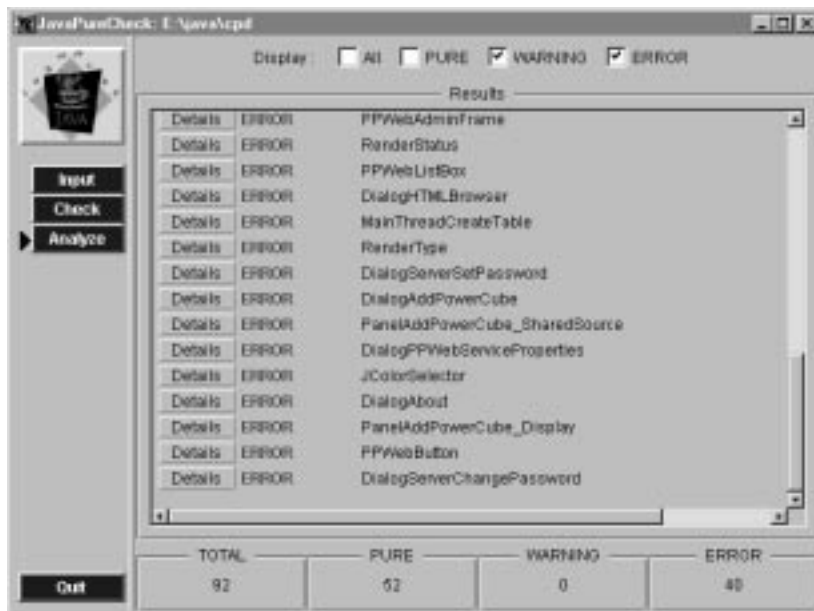 JavaPureCheck: E:\java\cpd
Display: All PURE WARNING ERROR
JAVA
Input
Check
Analyze
Quit
Results
Details ERROR PPWebAdminFrame
Details ERROR RenderStatus
Details ERROR PPWebListBox
Details ERROR DialogHTMLBrowser
Details ERROR MainThreadCreateTable
Details ERROR RenderType
Details ERROR DialogServerSetPassword
Details ERROR DialogAddPowerCube
Details ERROR PanelAddPowerCube_SharedSource
Details ERROR DialogPPWebServiceProperties
Details ERROR JColorSelector
Details ERROR DialogAbout
Details ERROR PanelAddPowerCube_Display
Details ERROR PPWebButton
Details ERROR DialogServerChangePassword
TOTAL PURE WARNING ERROR
92 52 0 40